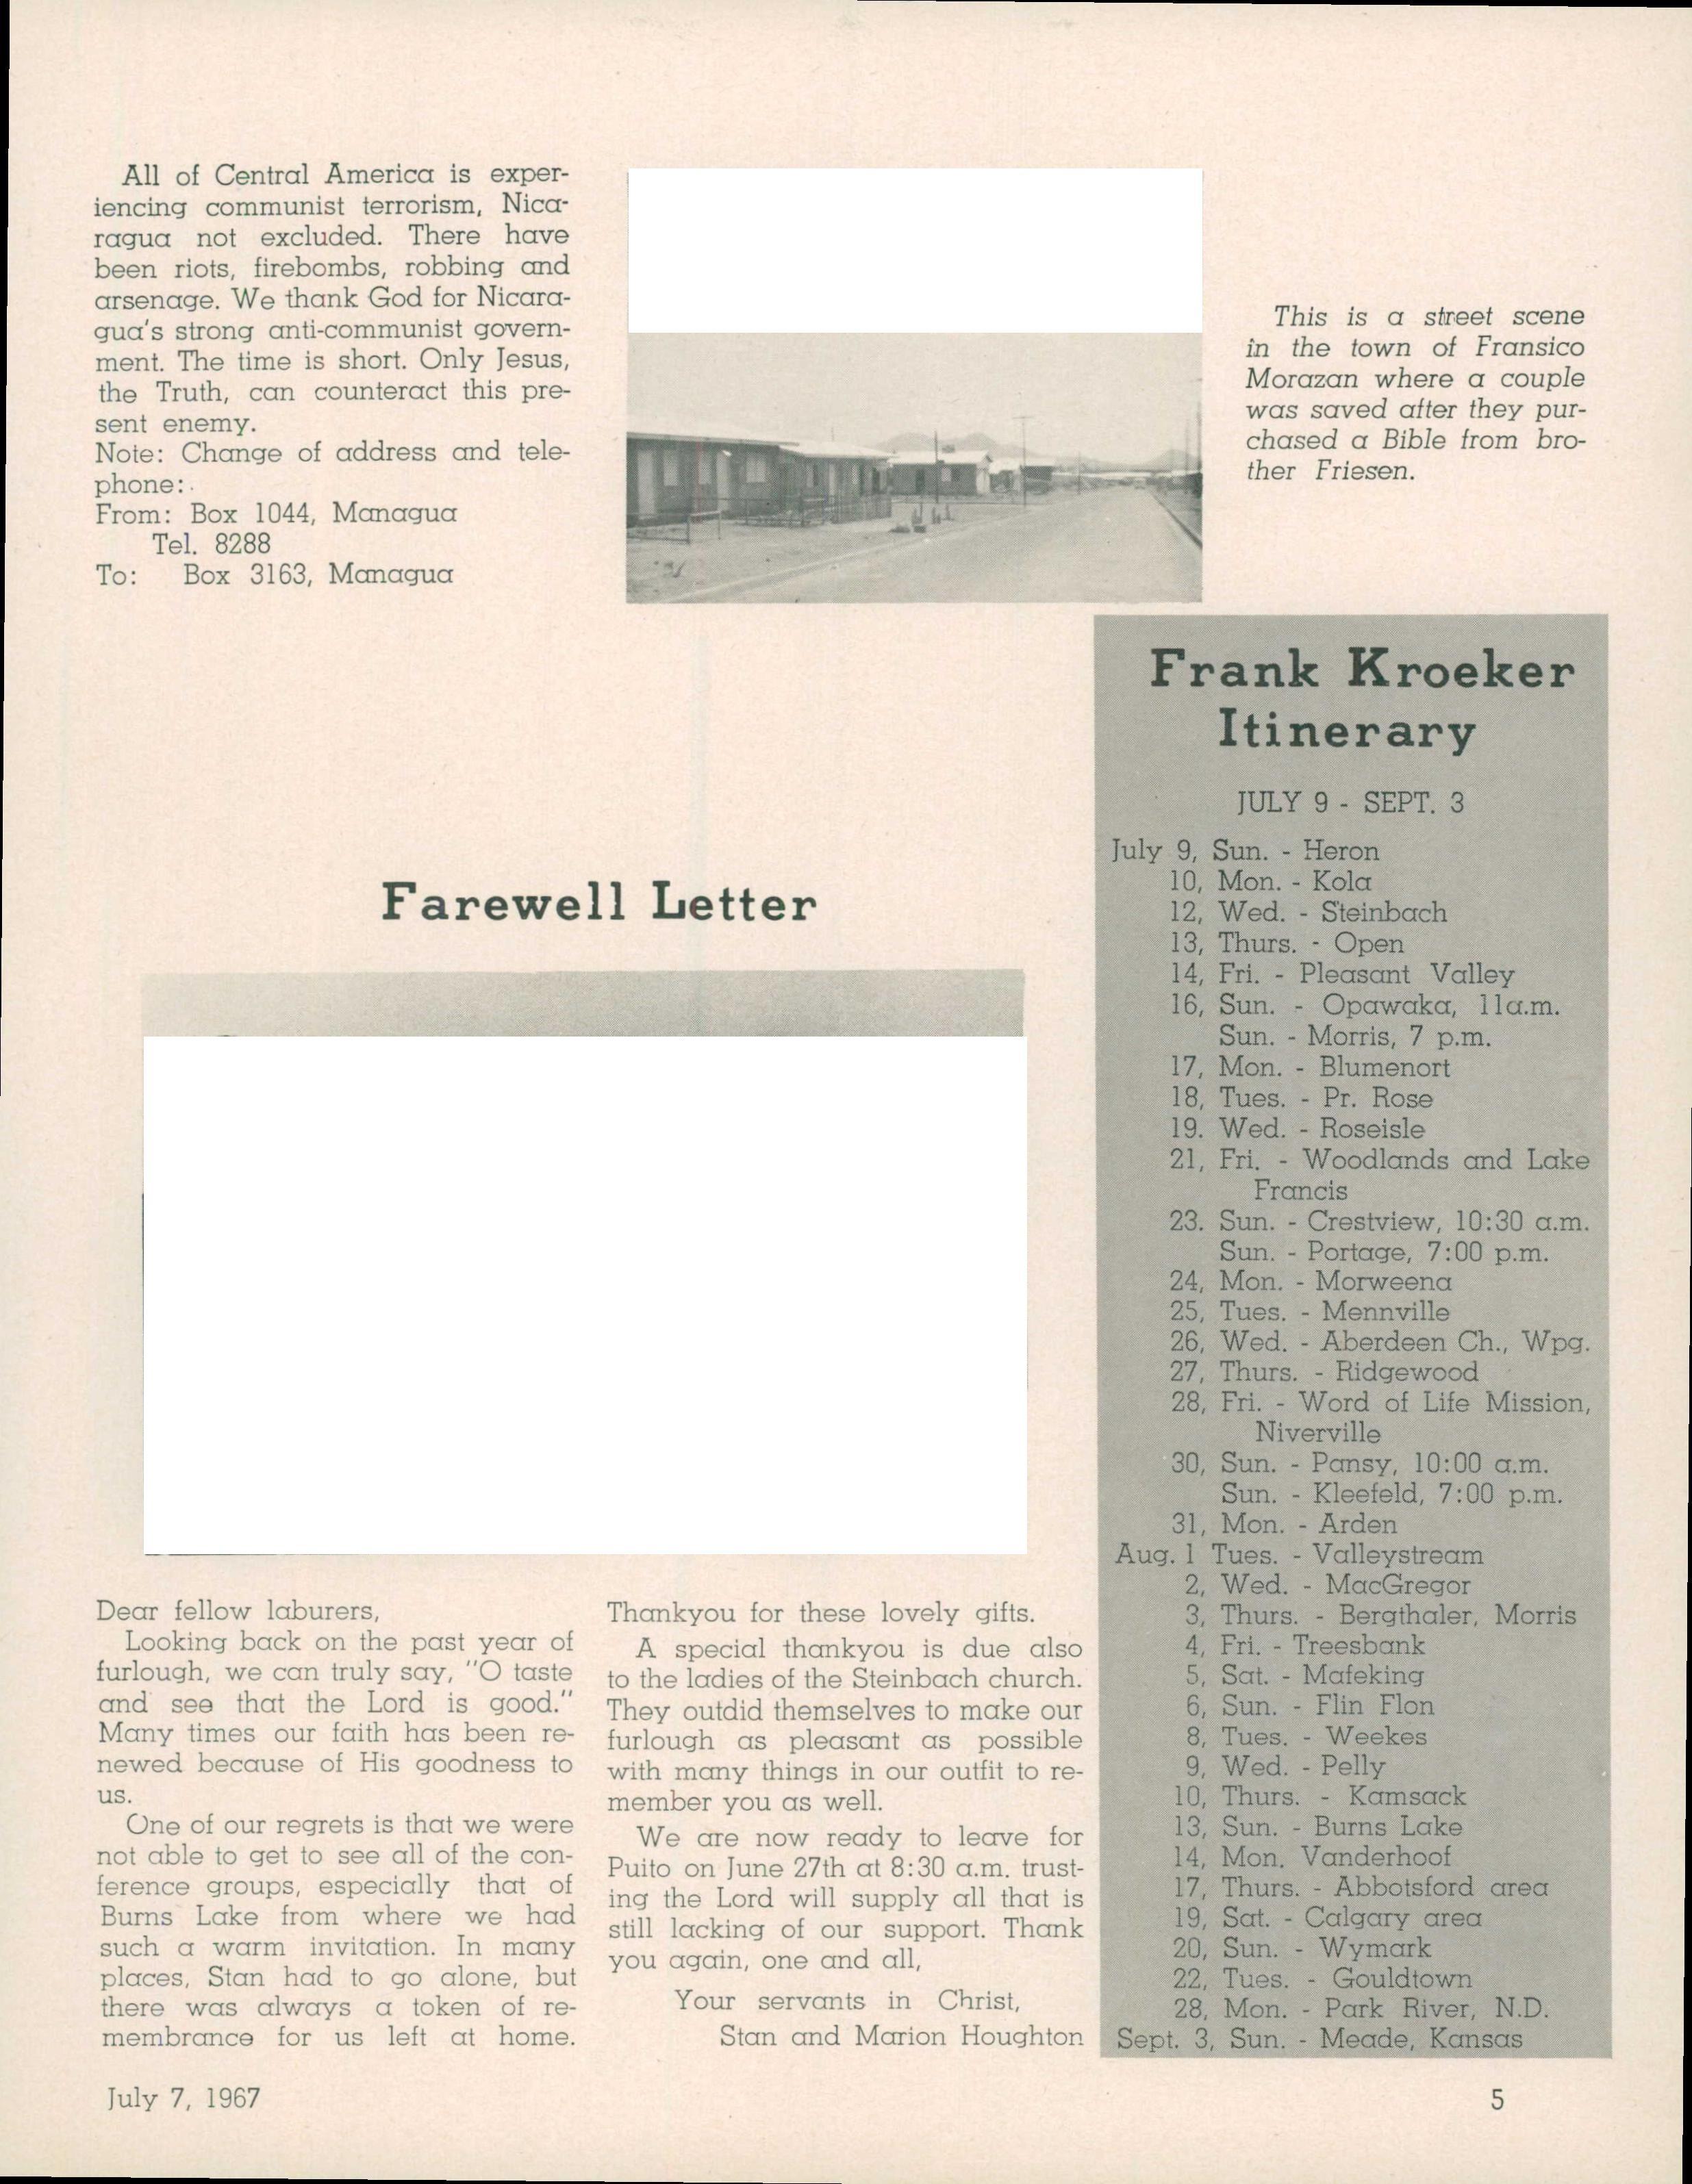 All of Central America is exper-
iencing communist terrorism, Nica-
ragua not excluded. There have
been riots, firebombs, robbing and
arsenage. We thank God for Nicara-
gua's strong anti-communist govern-
ment. The time is short. Only Jesus,
the Truth, can counteract this pre-
sent enemy.
Note: Change of address and tele-
phone:
From: Box 1044, Managua
Tel. 8288
To: Box 3163, Managua
This is a street scene
in the town of Fransico
Morazan where a couple
was saved after they pur-
chased a Bible from bro-
ther Friesen.
Farewell Letter
Dear fellow laburers,
Looking back on the past year of
furlough, we can truly say, "O taste
and see that the Lord is good."
Many times our faith has been re-
newed because of His goodness to
us.
One of our regrets is that we were
not able to get to see all of the con-
ference groups, especially that of
Burns Lake from where we had
such a warm invitation. In many
places, Stan had to go alone, but
there was always a token of re-
membrance for us left at home.
Thankyou for these lovely gifts.
A special thankyou is due also
to the ladies of the Steinbach church.
They outdid themselves to make our
furlough as pleasant as possible
with many things in our outfit to re-
member you as well.
We are now ready to leave for
Puito on June 27th at 8:30 a.m. trust-
ing the Lord will supply all that is
still lacking of our support. Thank
you again, one and all,
Your servants in Christ,
Stan and Marion Houghton
Frank Kroeker
Itinerary
JULY 9 - SEPT. 3
July 9, Sun. - Heron
10, Mon. - Kola
12, Wed. - Steinbach
13, Thurs. - Open
14, Fri. - Pleasant Valley
16, Sun. - Opawaka, 11a.m.
Sun. - Morris, 7 p.m.
17, Mon. - Blumenort
18, Tues. - Pr. Rose
19. Wed. - Roseisle
21, Fri. - Woodlands and Lake
Francis
23. Sun. - Crestview, 10:30 a.m.
Sun. - Portage, 7:00 p.m.
24, Mon. - Morweena
25, Tues. - Mennville
26, Wed. - Aberdeen Ch., Wpg.
27, Thurs. - Ridgewood
28, Fri. - Word of Life Mission,
Niverville
30, Sun. - Pansy, 10:00 a.m.
Sun. - Kleefeld, 7:00 p.m.
31, Mon. - Arden
Aug. 1 Tues. - Valleystream
2, Wed. - MacGregor
3, Thurs. - Bergthaler, Morris
4, Fri. - Treesbank
5, Sat. - Mafeking
6, Sun. - Flin Flon
8, Tues. - Weekes
9, Wed. - Pelly
10, Thurs. - Kamsack
13, Sun. - Burns Lake
14, Mon. Vanderhoof
17, Thurs. - Abbotsford area
19, Sat. - Calgary area
20, Sun. - Wymark
22, Tues. - Gouldtown
28, Mon. - Park River, N.D.
Sept. 3, Sun. - Meade, Kansas
July 7, 1967
5